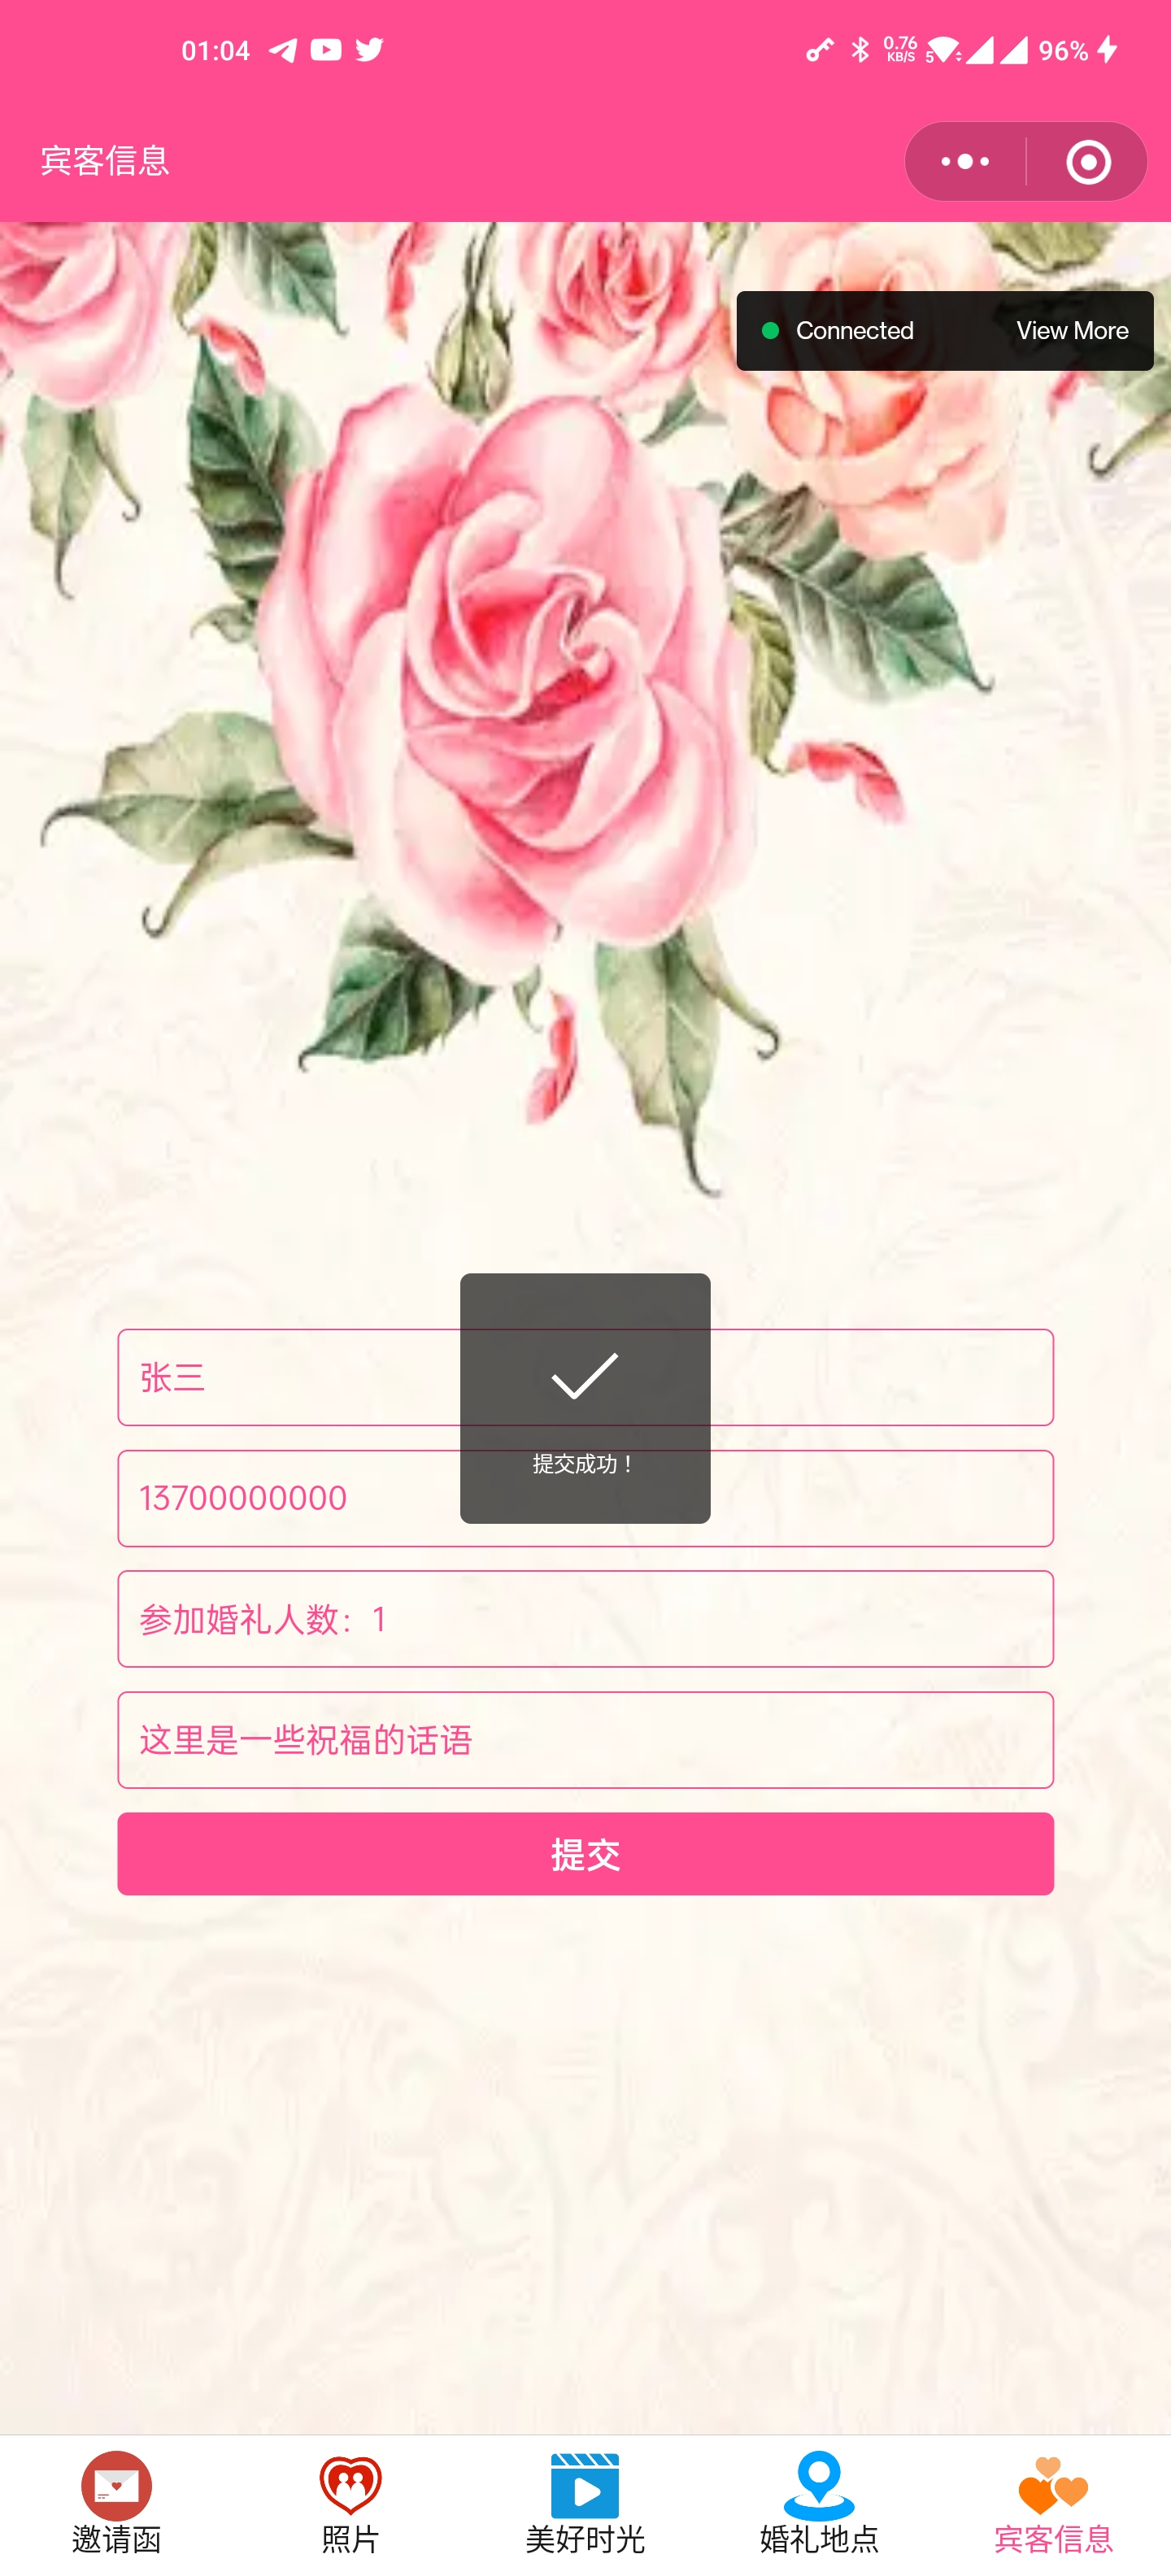 01:04
0.76
KB/S
5
96%
宾客信息
Connected
View More
张三
提交成功！
13700000000
参加婚礼人数：1
这里是一些祝福的话语
提交
邀请函
照片
美好时光
婚礼地点
宾客信息